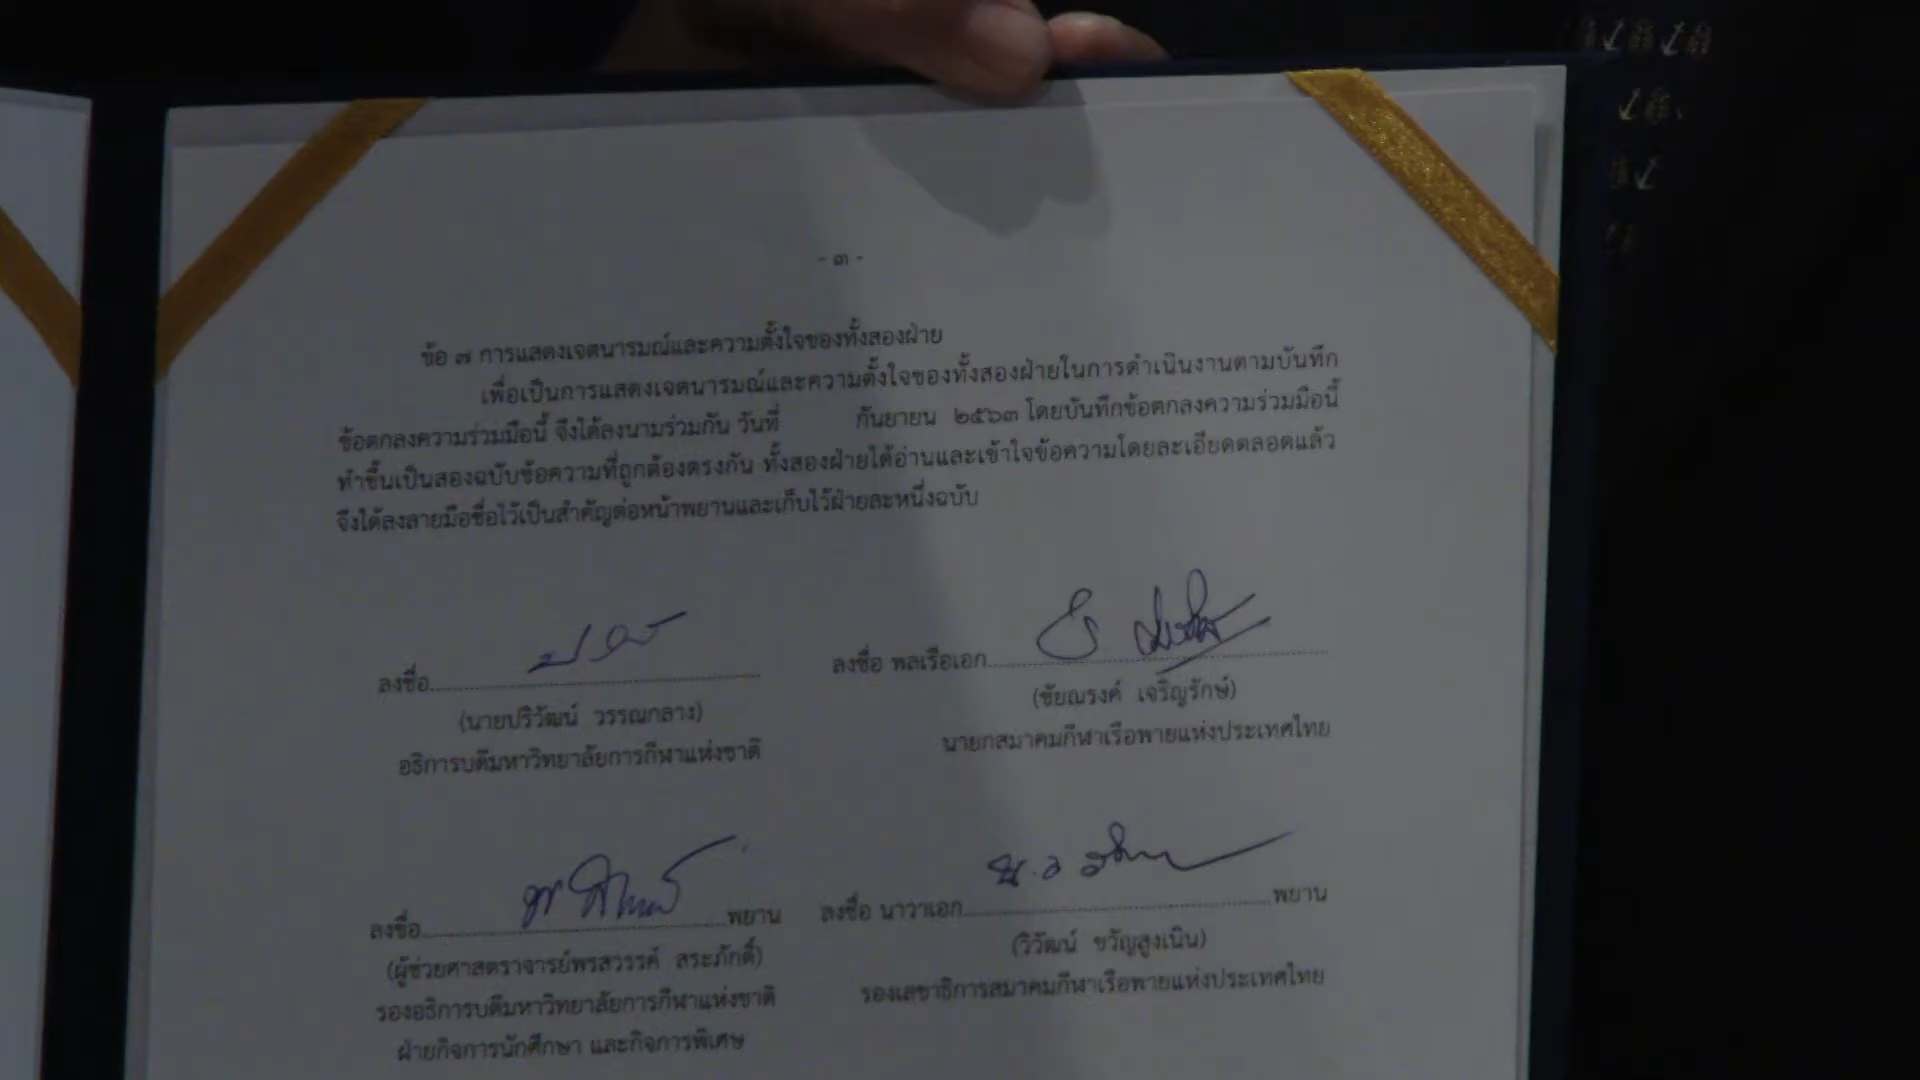 - ๓ -
ข้อ ๗ การแสดงเจตนารมณ์และความตั้งใจของทั้งสองฝ่าย
เพื่อเป็นการแสดงเจตนารมณ์และความตั้งใจของทั้งสองฝ่ายในการดำเนินงานตามบันทึก
ข้อตกลงความร่วมมือนี้ จึงได้ลงนามร่วมกัน วันที่ กันยายน ๒๕๖๓ โดยบันทึกข้อตกลงความร่วมมือนี้
ทำขึ้นเป็นสองฉบับข้อความที่ถูกต้องตรงกัน ทั้งสองฝ่ายได้อ่านและเข้าใจข้อความโดยละเอียดตลอดแล้ว
จึงได้ลงลายมือชื่อไว้เป็นสำคัญต่อหน้าพยานและเก็บไว้ฝ่ายละหนึ่งฉบับ
ลงชื่อ
(นายปริวัฒน์ วรรณกลาง)
อธิการบดีมหาวิทยาลัยการกีฬาแห่งชาติ
ลงชื่อ พลเรือเอก
(ชัยณรงค์ เจริญรักษ์)
นายกสมาคมกีฬาเรือพายแห่งประเทศไทย
ลงชื่อ พยาน
(ผู้ช่วยศาสตราจารย์พรสวรรค์ สระภักดิ์)
รองอธิการบดีมหาวิทยาลัยการกีฬาแห่งชาติ
ฝ่ายกิจการนักศึกษา และกิจการพิเศษ
ลงชื่อ นาวาเอก พยาน
(วิวัฒน์ ขวัญสูงเนิน)
รองเลขาธิการสมาคมกีฬาเรือพายแห่งประเทศไทย